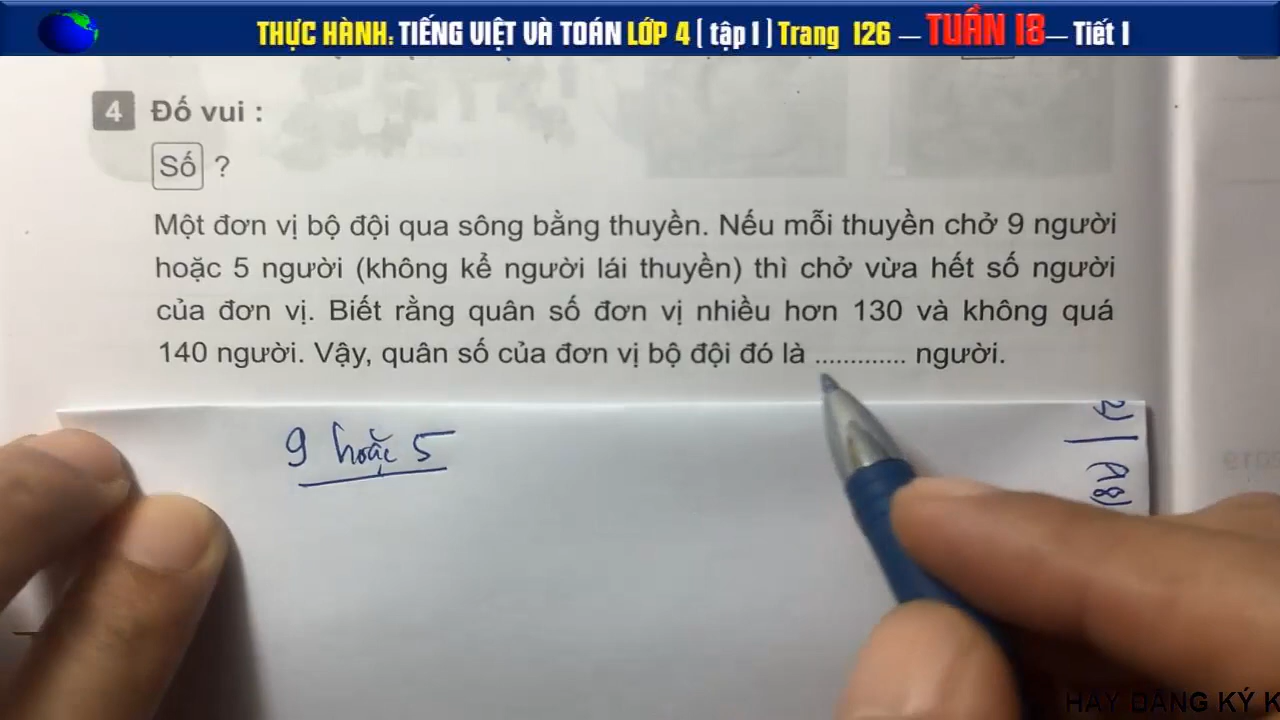 THỰC HÀNH: TIẾNG VIỆT VÀ TOÁN LỚP 4 ( tập 1 ) Trang 126 – TUẦN 18– Tiết 1
4 Đố vui :
Số ?
Một đơn vị bộ đội qua sông bằng thuyền. Nếu mỗi thuyền chở 9 người
hoặc 5 người (không kể người lái thuyền) thì chở vừa hết số người
của đơn vị. Biết rằng quân số đơn vị nhiều hơn 130 và không quá
140 người. Vậy, quân số của đơn vị bộ đội đó là ............. người.
9 hoặc 5
HÃY ĐĂNG KÝ K